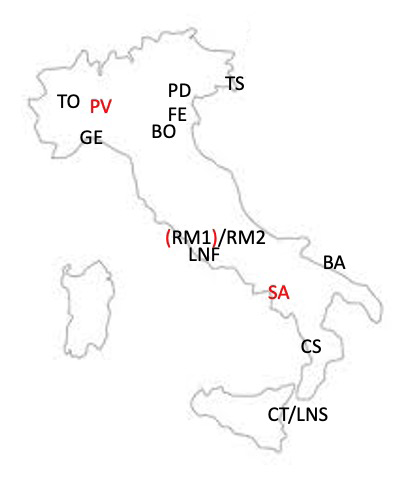 TS
PD
TO
PV
FE
BO
GE
(RM1)/RM2
LNF
BA
SA
CS
CT/LNS